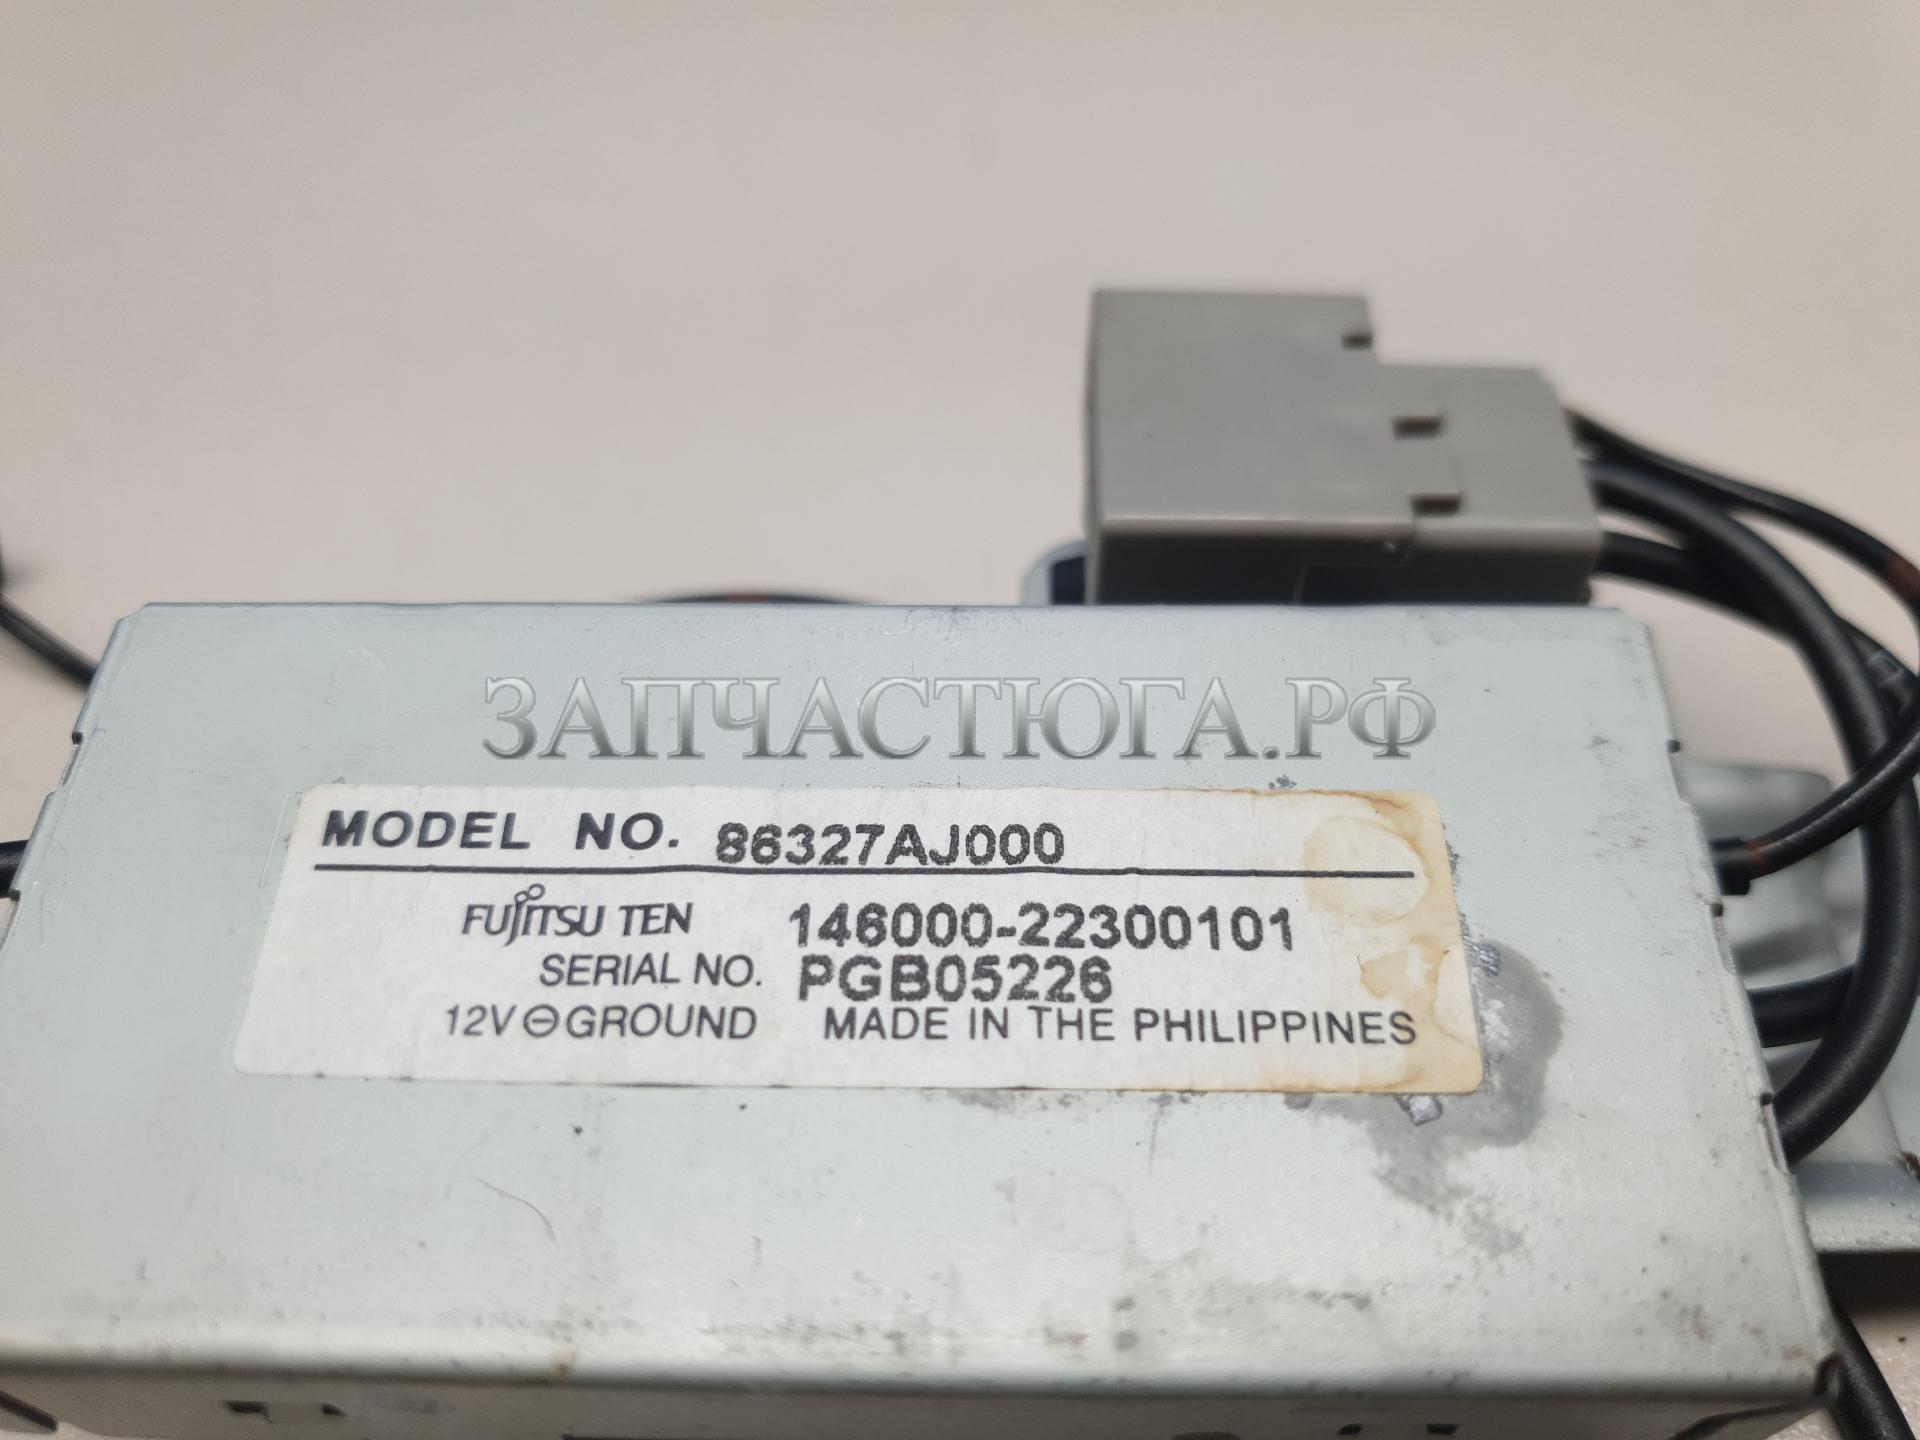 ЗАПЧАСТЮГА.РФ
MODEL NO. 86327AJ000
FUJITSU TEN 146000-22300101
SERIAL NO. PGB05226
12V⊖GROUND MADE IN THE PHILIPPINES